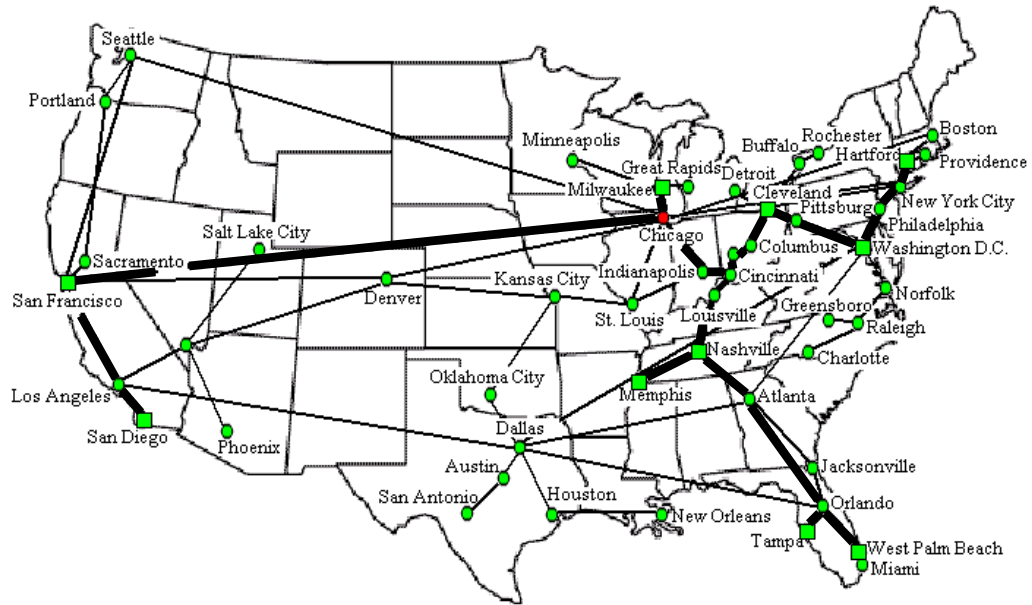 Seattle
Portland
Minneapolis
Great Rapids
Milwaukee
Detroit
Buffalo
Rochester
Boston
Hartford
Providence
Cleveland
Pittsburg
New York City
Philadelphia
Salt Lake City
Chicago
Columbus
Washington D.C.
Sacramento
Indianapolis
Cincinnati
San Francisco
Denver
Kansas City
St. Louis
Louisville
Greensboro
Norfolk
Raleigh
Nashville
Charlotte
Los Angeles
Oklahoma City
Memphis
Atlanta
San Diego
Phoenix
Dallas
Austin
Jacksonville
San Antonio
Houston
New Orleans
Orlando
Tampa
West Palm Beach
Miami